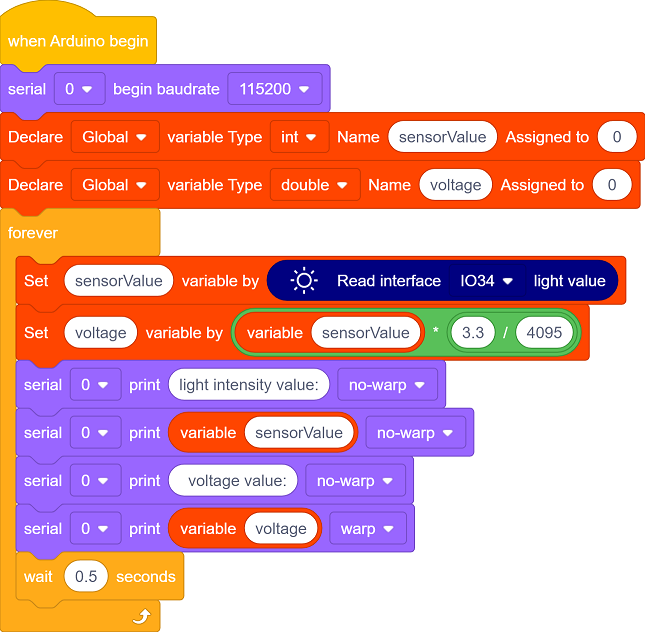 when Arduino begin
serial 0 begin baudrate 115200
Declare Global variable Type int Name sensorValue Assigned to 0
Declare Global variable Type double Name voltage Assigned to 0
forever
Set sensorValue variable by Read interface IO34 light value
Set voltage variable by variable sensorValue * 3.3 / 4095
serial 0 print light intensity value: no-warp
serial 0 print variable sensorValue no-warp
serial 0 print voltage value: no-warp
serial 0 print variable voltage warp
wait 0.5 seconds